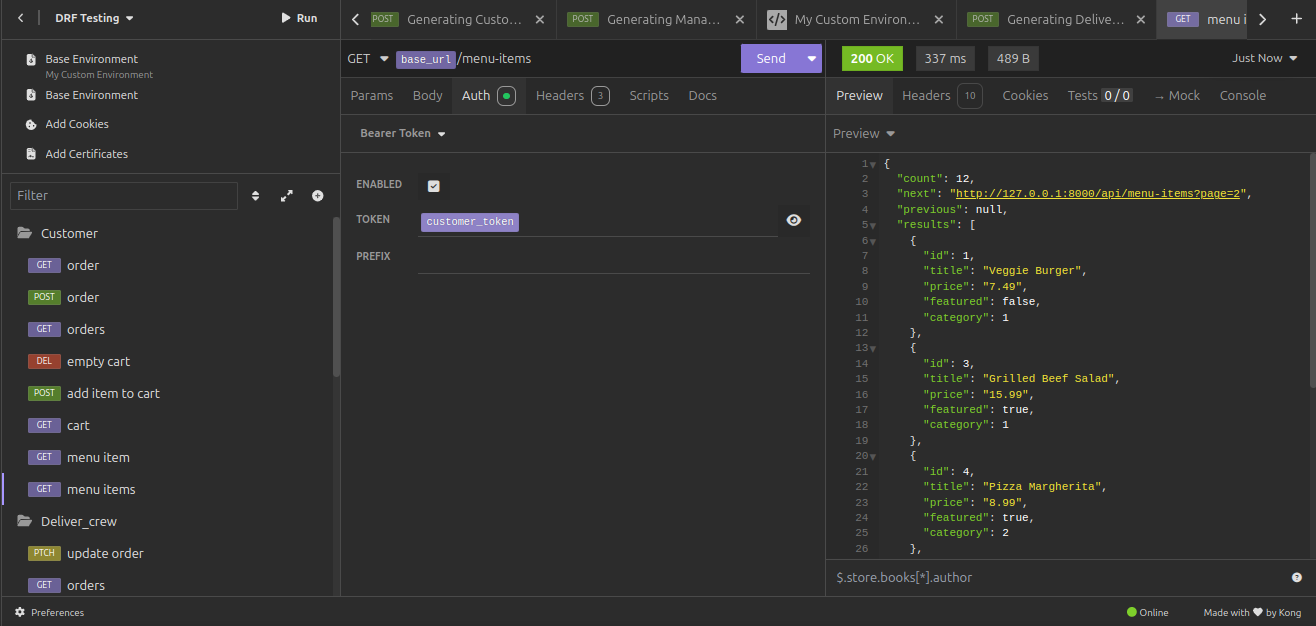 DRF Testing
Run
Base Environment
My Custom Environment
Base Environment
Add Cookies
Add Certificates
Filter
Customer
GET order
POST order
GET orders
DEL empty cart
POST add item to cart
GET cart
GET menu item
GET menu items
Deliver_crew
PTCH update order
GET orders
Preferences
POST Generating Custo...
POST Generating Mana...
</> My Custom Environ...
POST Generating Delive...
GET menu i
GET base_url/menu-items Send
Params Body Auth Headers 3 Scripts Docs
Bearer Token
ENABLED
TOKEN customer_token
PREFIX
200 OK 337 ms 489 B Just Now
Preview Headers 10 Cookies Tests 0 / 0 → Mock Console
Preview
1 {
2 "count": 12,
3 "next": "http://127.0.0.1:8000/api/menu-items?page=2",
4 "previous": null,
5 "results": [
6 {
7 "id": 1,
8 "title": "Veggie Burger",
9 "price": "7.49",
10 "featured": false,
11 "category": 1
12 },
13 {
14 "id": 3,
15 "title": "Grilled Beef Salad",
16 "price": "15.99",
17 "featured": true,
18 "category": 1
19 },
20 {
21 "id": 4,
22 "title": "Pizza Margherita",
23 "price": "8.99",
24 "featured": true,
25 "category": 2
26 },
$.store.books[*].author
Online Made with ❤ by Kong